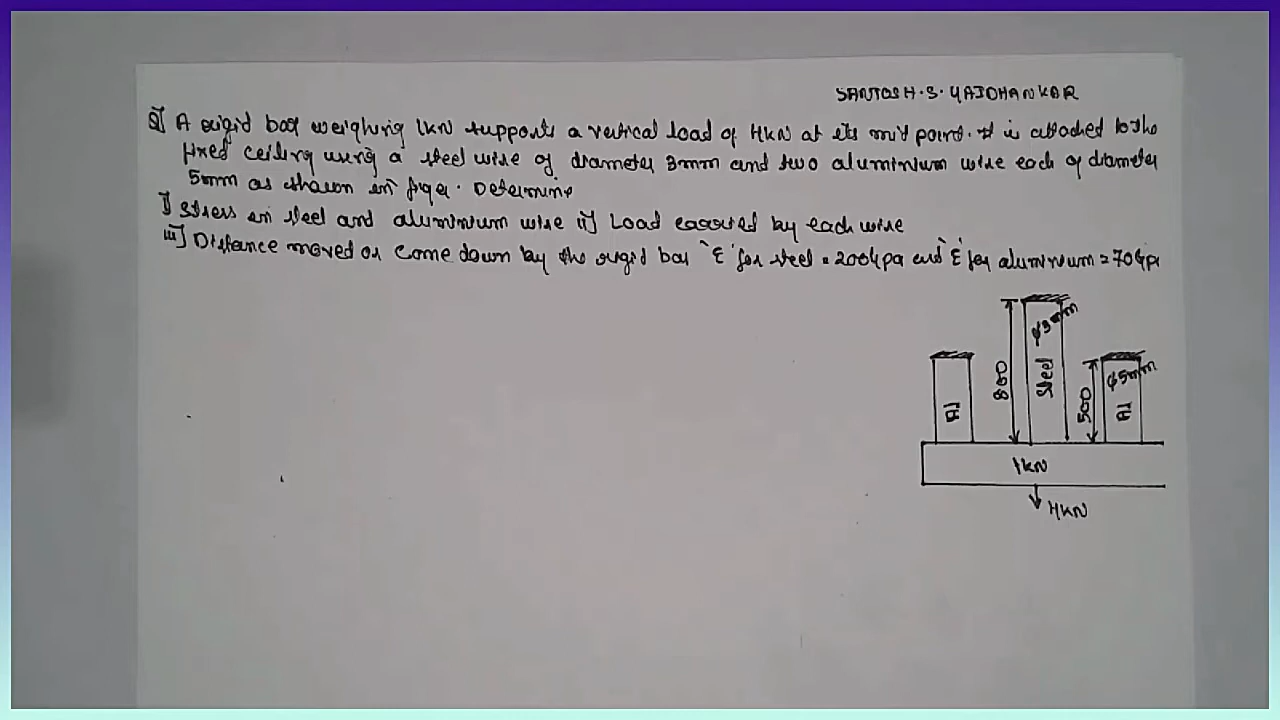 SANTOSH.S.YAJDHANKAR
Q] A rigid bar weighing 1kN supports a vertical load of 4kN at its mid point. It is attached to the
fixed ceiling using a steel wire of diameter 3mm and two aluminium wire each of diameter
5mm as shown in figer. Determine
i] Stress in steel and aluminium wire ii] Load carried by each wire
iii] Distance moved or come down by the rigid bar `E' for steel = 200Gpa and `E' for aluminium = 70Gpa
φ3mm
800
Steel
φ5mm
500
Al
Al
1kN
4kN